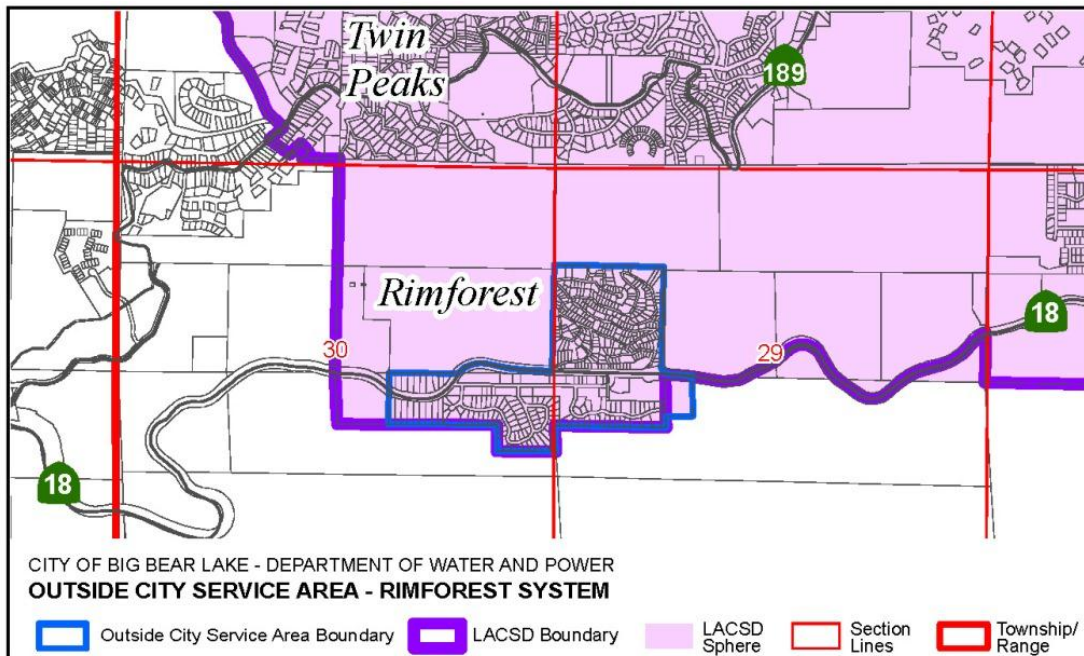 Twin
Peaks
189
Rimforest
18
30
29
18
CITY OF BIG BEAR LAKE - DEPARTMENT OF WATER AND POWER
OUTSIDE CITY SERVICE AREA - RIMFOREST SYSTEM
Outside City Service Area Boundary
LACSD Boundary
LACSD
Sphere
Section
Lines
Township/
Range